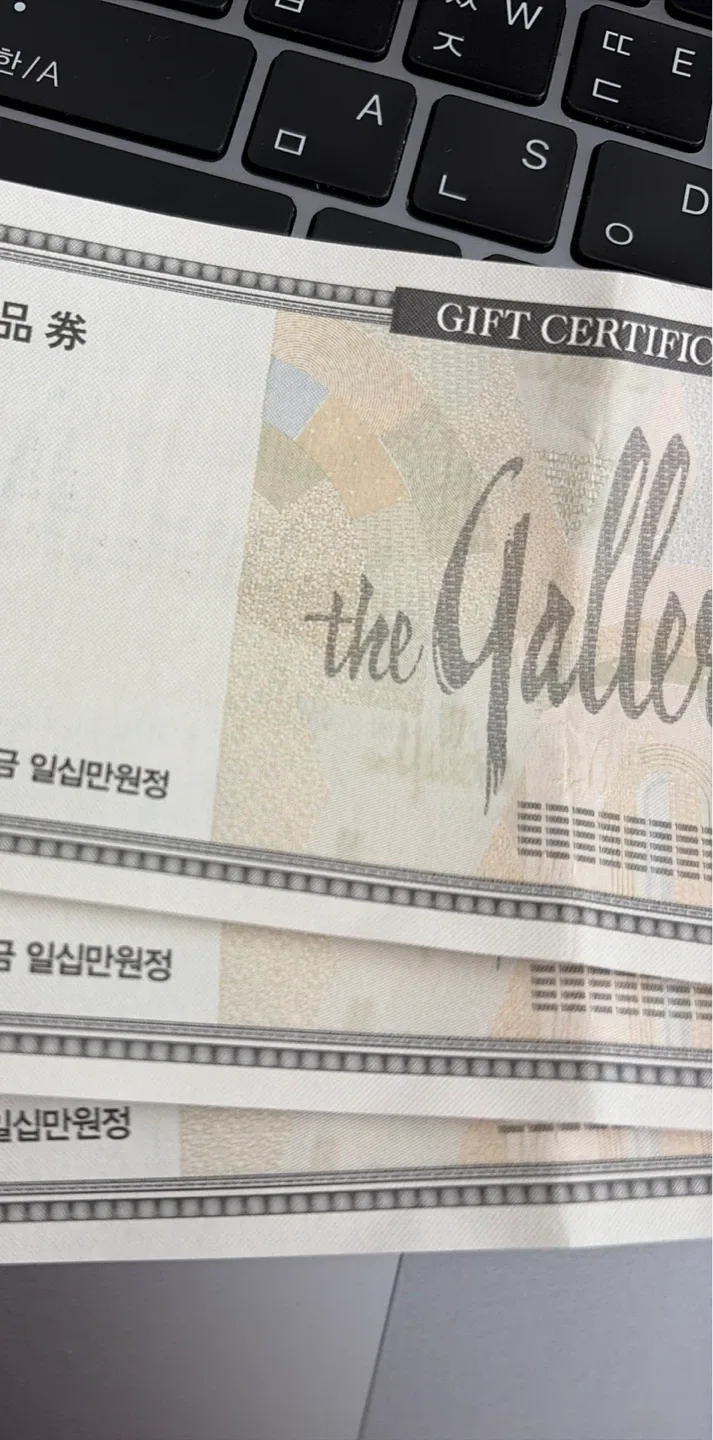 W
ㅈ
ㄸ E
ㄷ
한/A
A
ㅁ
S
ㄴ
D
ㅇ
品券
GIFT CERTIFIC
the Galler
금 일십만원정
금 일십만원정
일십만원정